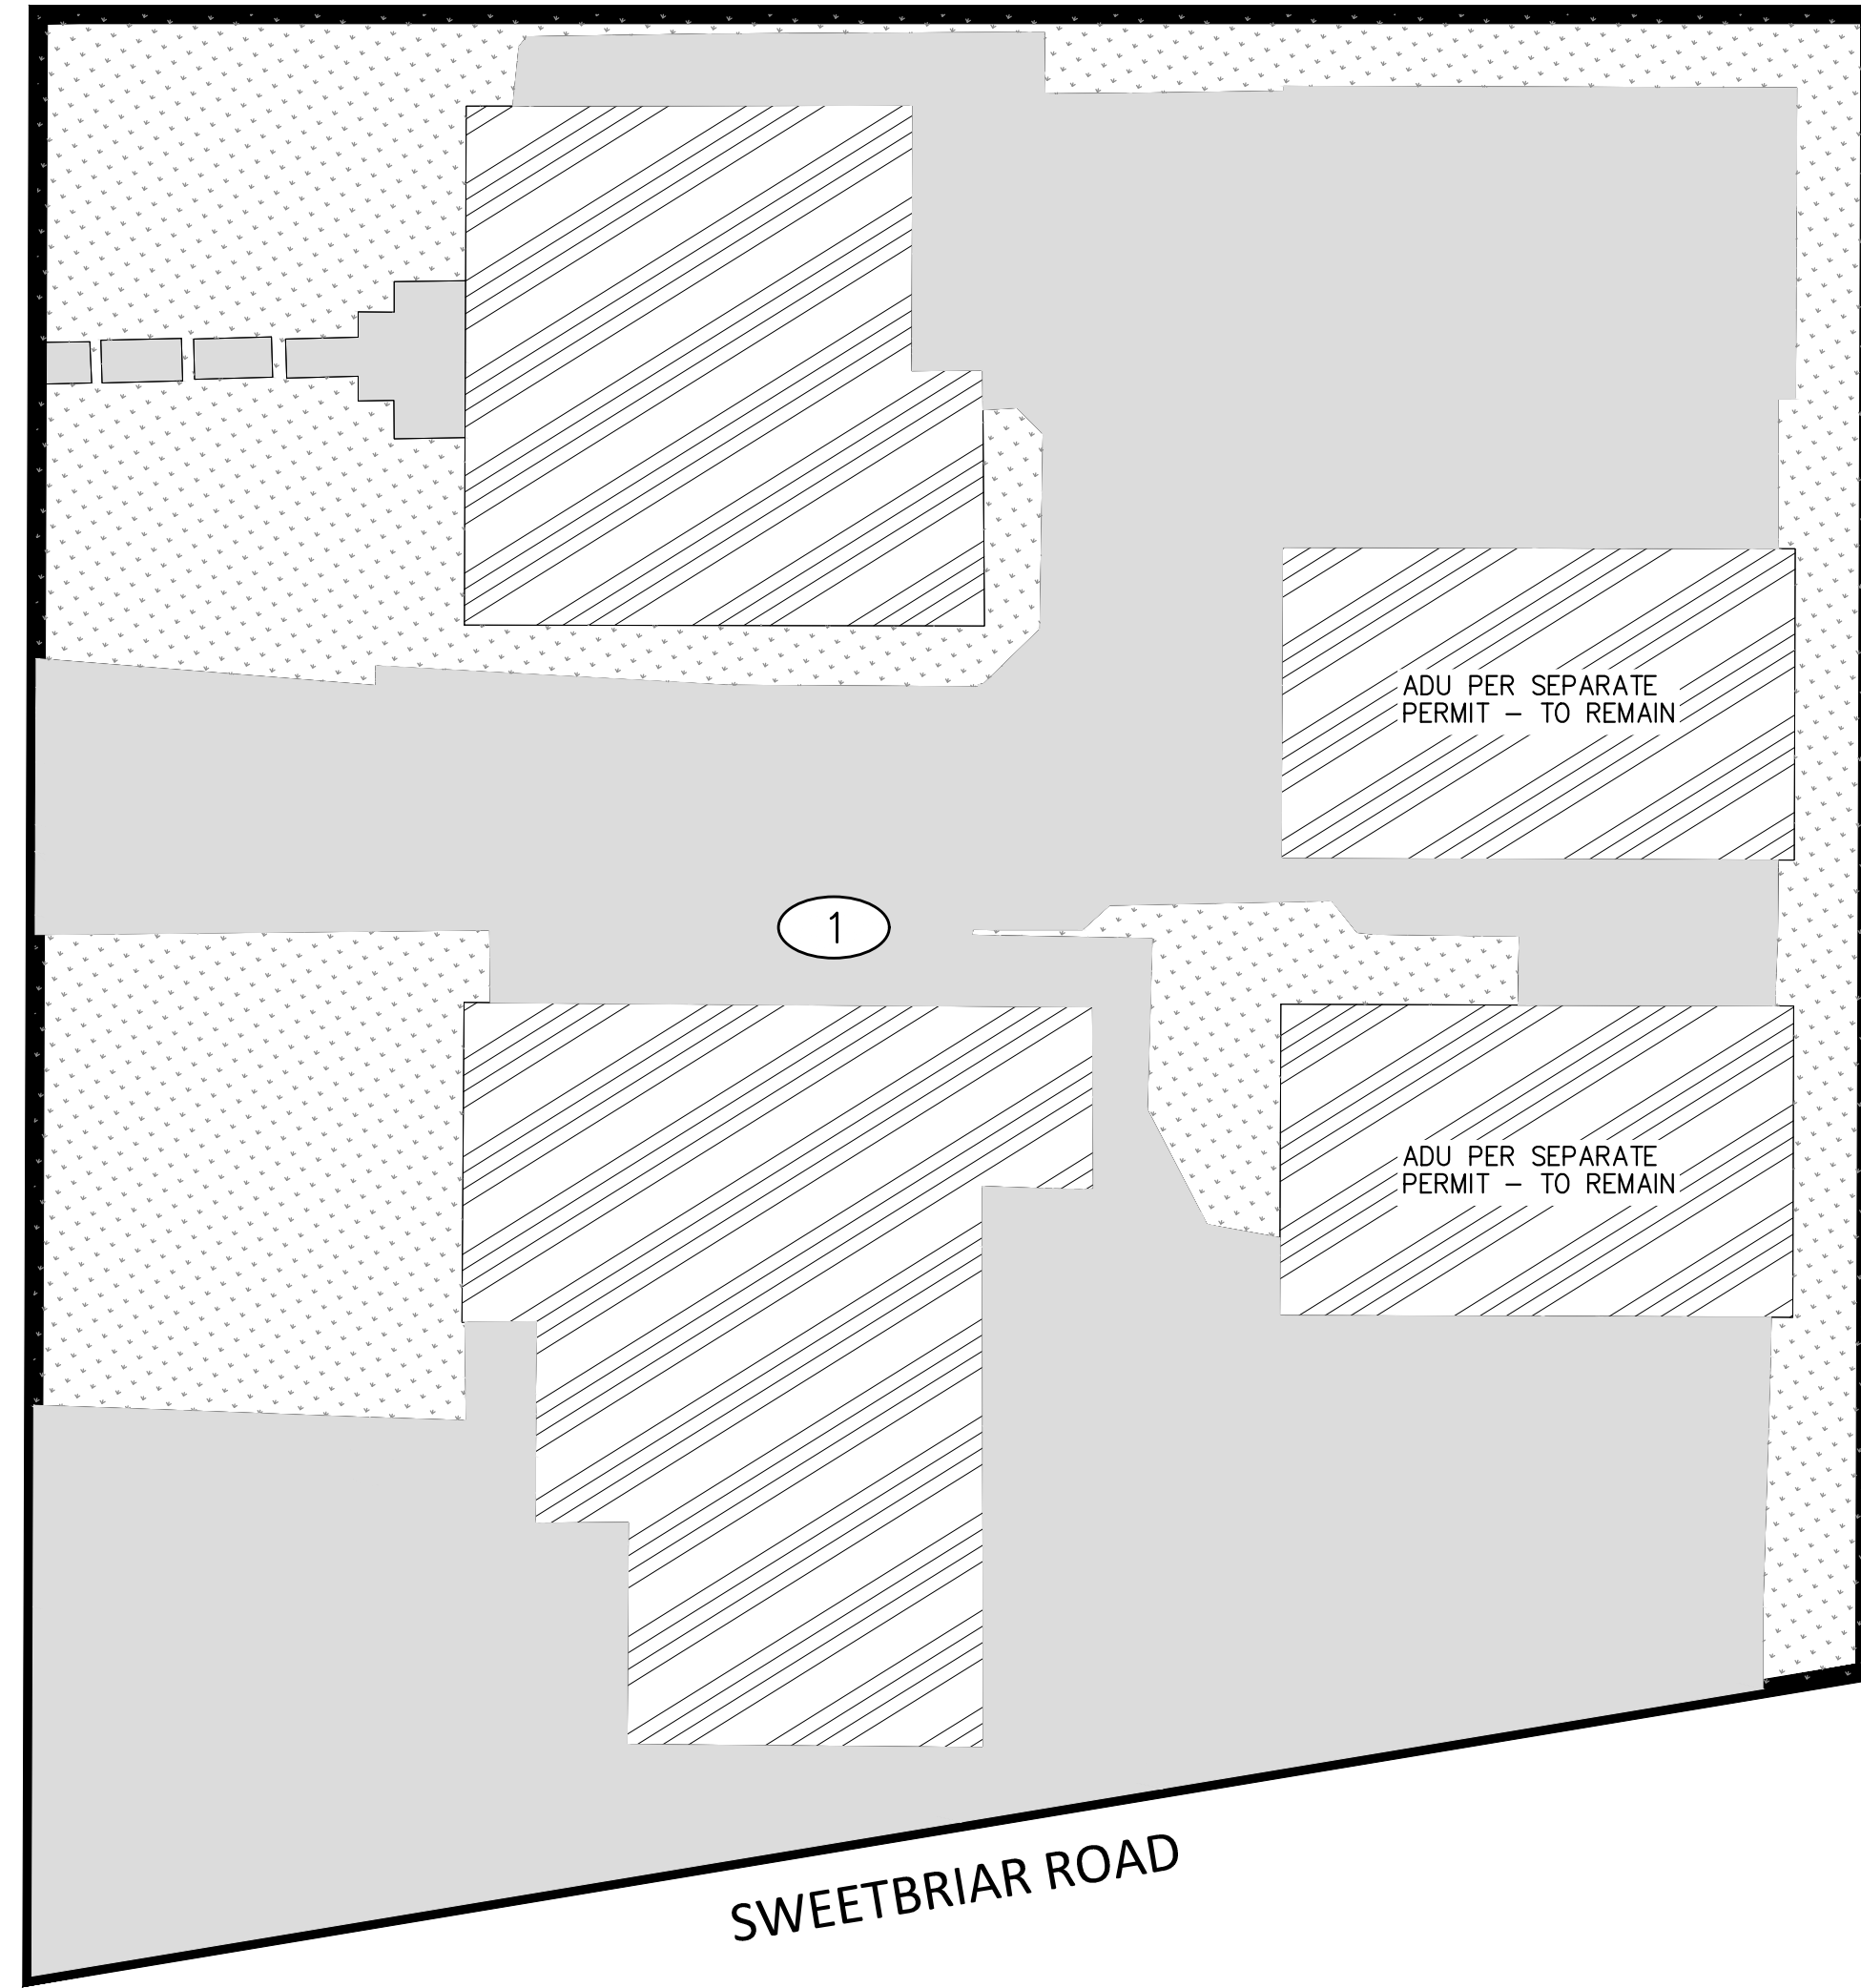 ADU PER SEPARATE
PERMIT – TO REMAIN
1
ADU PER SEPARATE
PERMIT – TO REMAIN
SWEETBRIAR ROAD